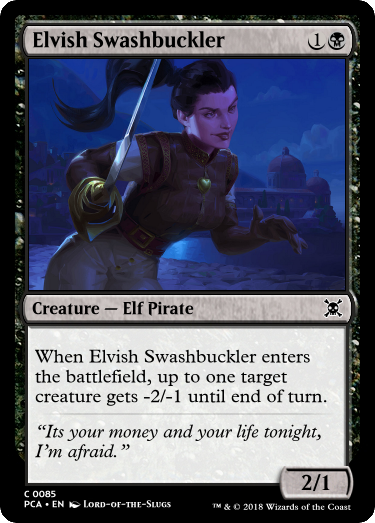 Elvish Swashbuckler 1
Creature — Elf Pirate
When Elvish Swashbuckler enters
the battlefield, up to one target
creature gets -2/-1 until end of turn.
“Its your money and your life tonight,
I’m afraid.”
2/1
C 0085
PCA • EN Lord-of-the-Slugs
™ & © 2018 Wizards of the Coast